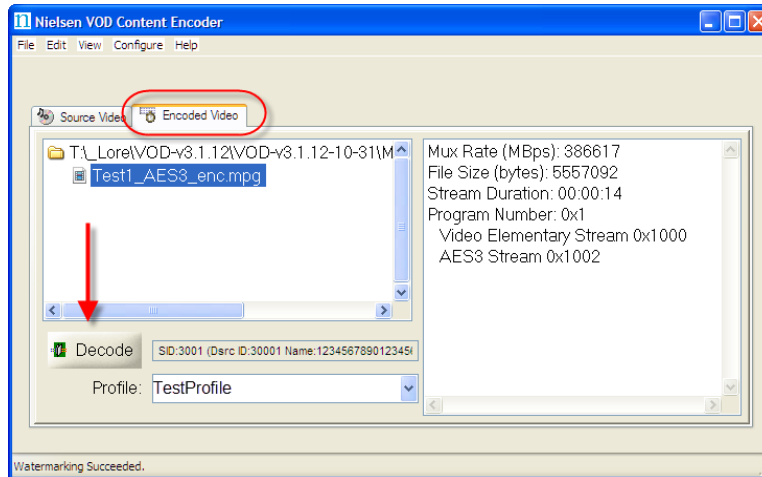 Nielsen VOD Content Encoder
File Edit View Configure Help
Source Video Encoded Video
T:\_Lore\VOD-v3.1.12\VOD-v3.1.12-10-31\M
Test1_AES3_enc.mpg
Mux Rate (MBps): 386617
File Size (bytes): 5557092
Stream Duration: 00:00:14
Program Number: 0x1
Video Elementary Stream 0x1000
AES3 Stream 0x1002
Decode
SID:3001 (Dsrc ID:30001 Name:123456789012345(
Profile: TestProfile
Watermarking Succeeded.